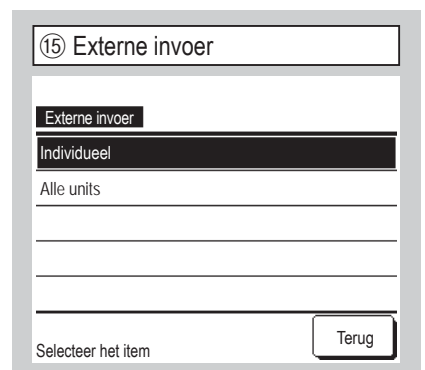 ⑮ Externe invoer
Externe invoer
Individueel
Alle units
Selecteer het item
Terug